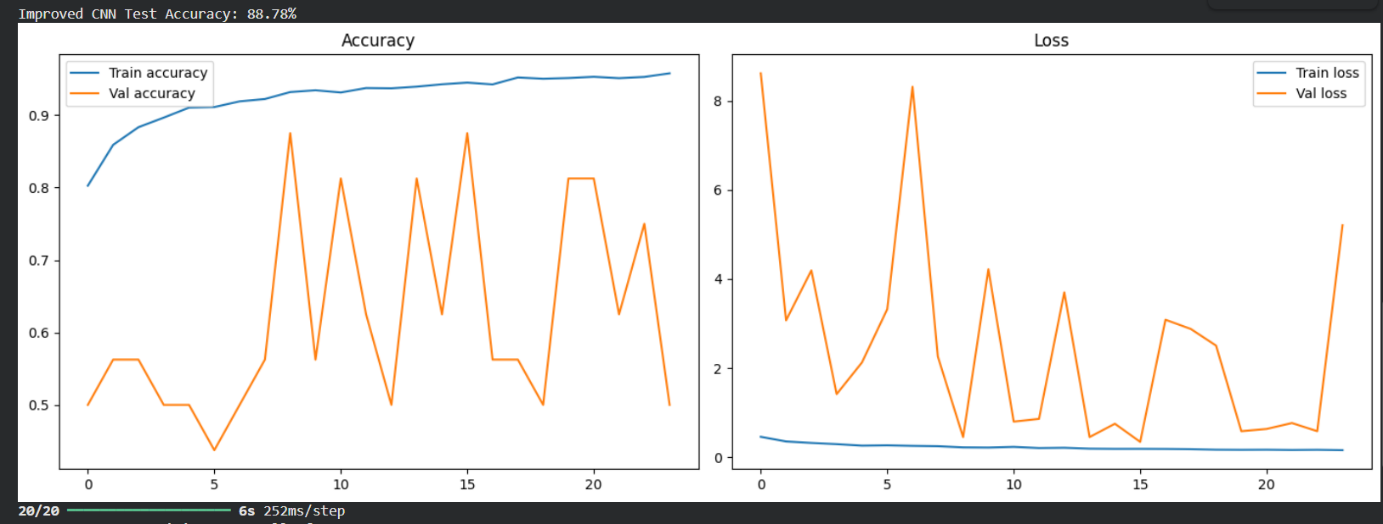 Improved CNN Test Accuracy: 88.78%
Accuracy
Loss
Train accuracy
Val accuracy
Train loss
Val loss
0.9
0.8
0.7
0.6
0.5
0 5 10 15 20
8
6
4
2
0
0 5 10 15 20
20/20 6s 252ms/step